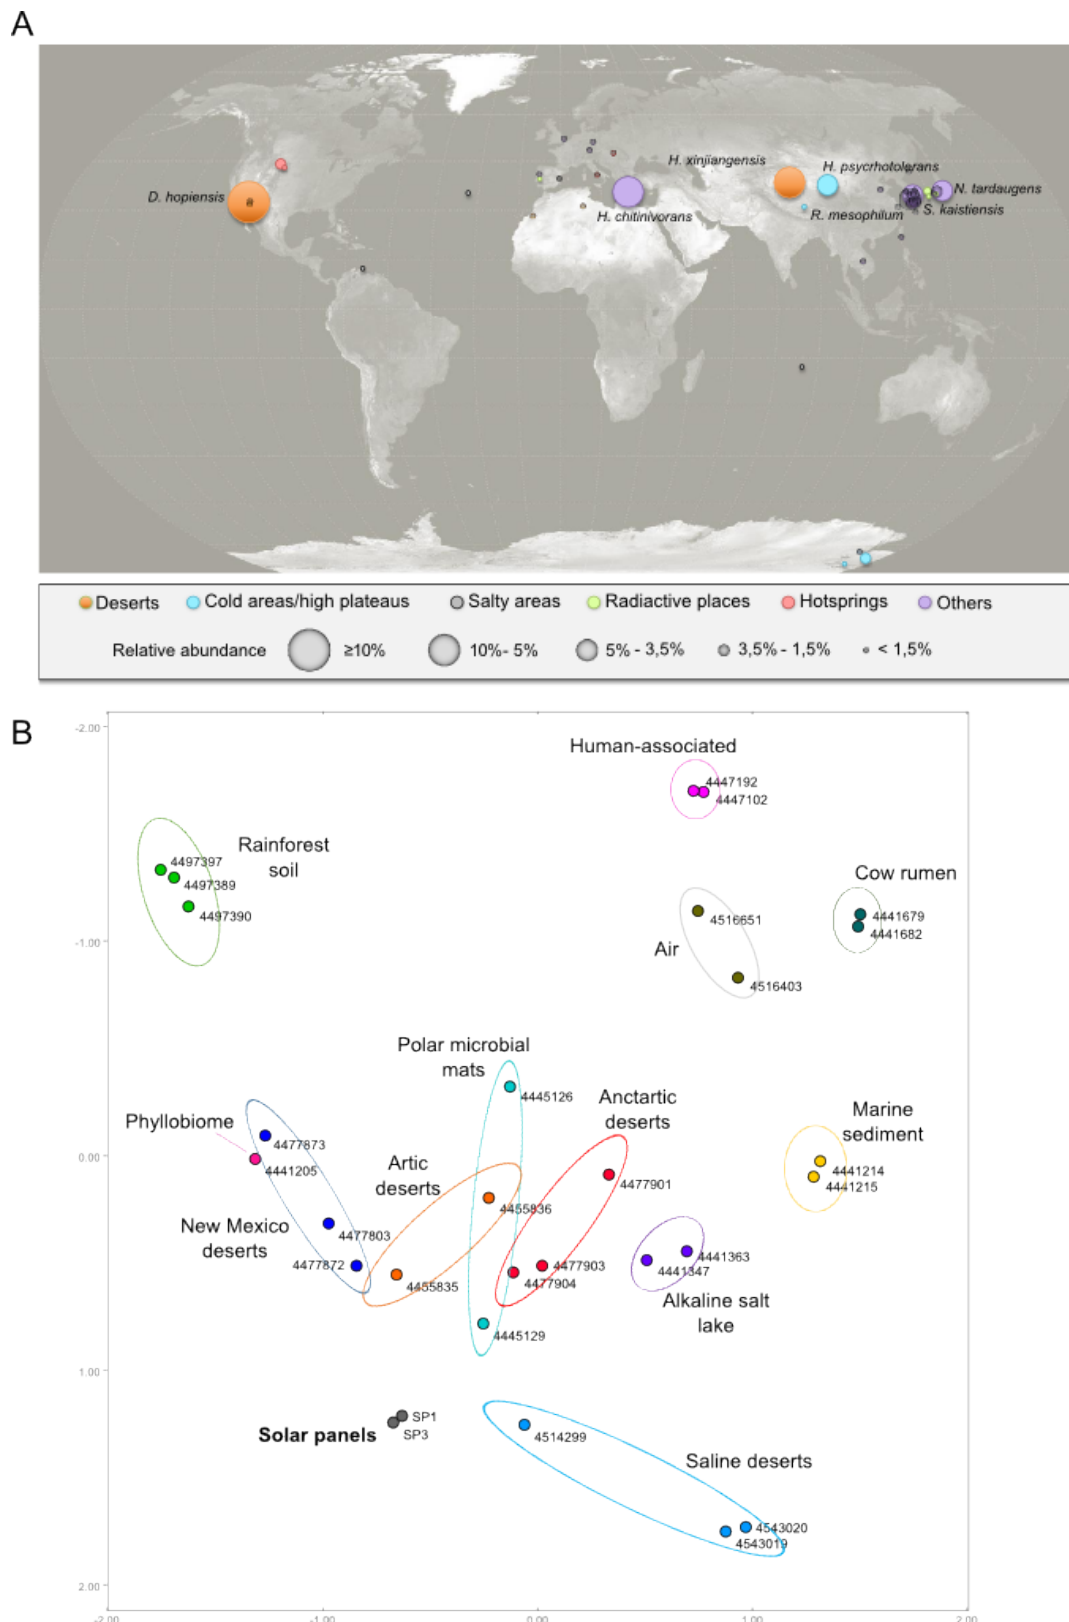 A
D. hopiensis
H. xinjiangensis
H. psycrhotolerans
H. chitinivorans
R. mesophilum
N. tardaugens
S. kaistiensis
Deserts
Cold areas/high plateaus
Salty areas
Radiactive places
Hotsprings
Others
Relative abundance
≥10%
10%- 5%
5% - 3,5%
3,5% - 1,5%
< 1,5%
B
-2.00
-1.00
0.00
1.00
2.00
Human-associated
4447192
4447102
Rainforest
soil
4497397
4497389
4497390
Cow rumen
4441679
4441682
Air
4516651
4516403
Polar microbial
mats
4445126
4445129
Anctartic
deserts
4477901
4477903
4477904
Marine
sediment
4441214
4441215
Phyllobiome
4477873
4441205
4477803
4477872
New Mexico
deserts
Artic
deserts
4455836
4455835
4441363
4441347
Alkaline salt
lake
Solar panels
SP1
SP3
4514299
Saline deserts
4543020
4543019
-2.00
-1.00
0.00
1.00
2.00